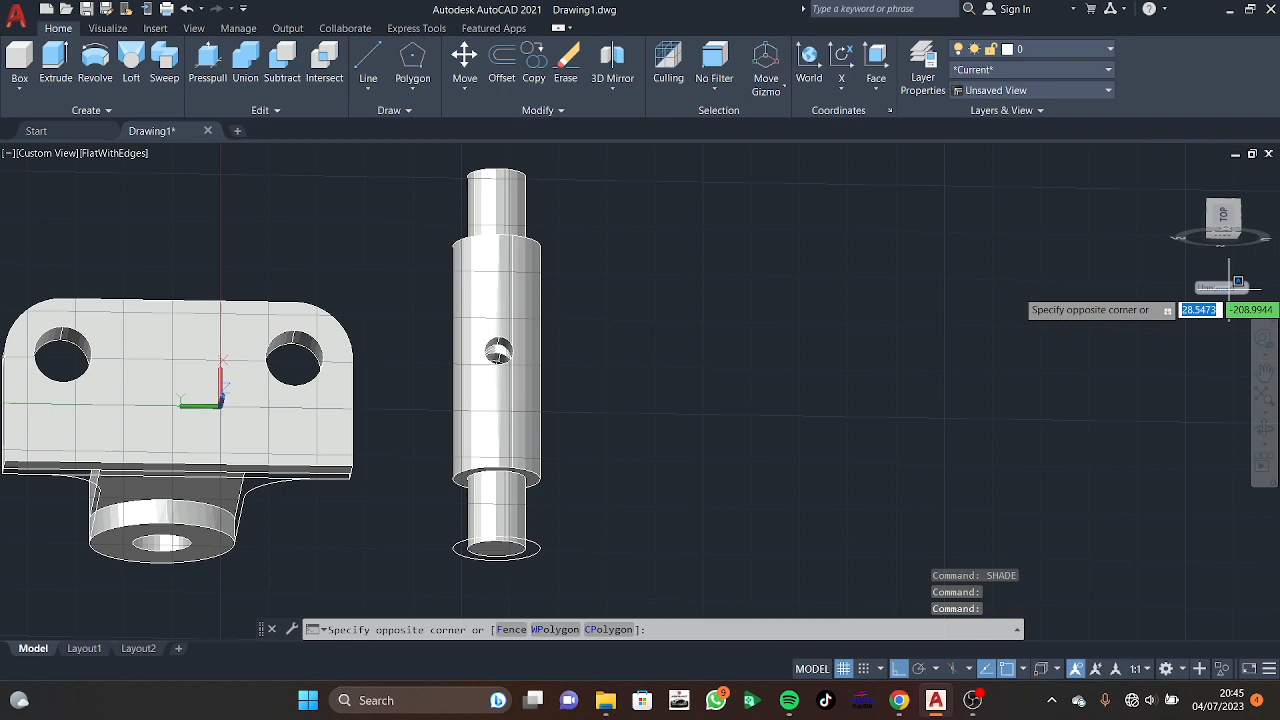 Autodesk AutoCAD 2021 Drawing1.dwg
Type a keyword or phrase
Sign In
Home Insert Visualize View Manage Output Collaborate Express Tools Featured Apps
Box Extrude Revolve Loft Sweep
Presspull Union Subtract Intersect
Line Polygon
Move Offset Copy Erase 3D Mirror
Culling No Filter Move Gizmo
World X Face
Layer Properties
0
*Current*
Unsaved View
Create Edit Draw Modify Selection Coordinates Layers & View
Start Drawing1*
[−][Custom View][FlatWithEdges]
TOP
Specify opposite corner or 28.5473 -208.9944
X
Y
Z
Command: SHADE
Command:
Command:
Specify opposite corner or [Fence WPolygon CPolygon]:
Model Layout1 Layout2
MODEL 1:1
Search
9
20:45
04/07/2023
4